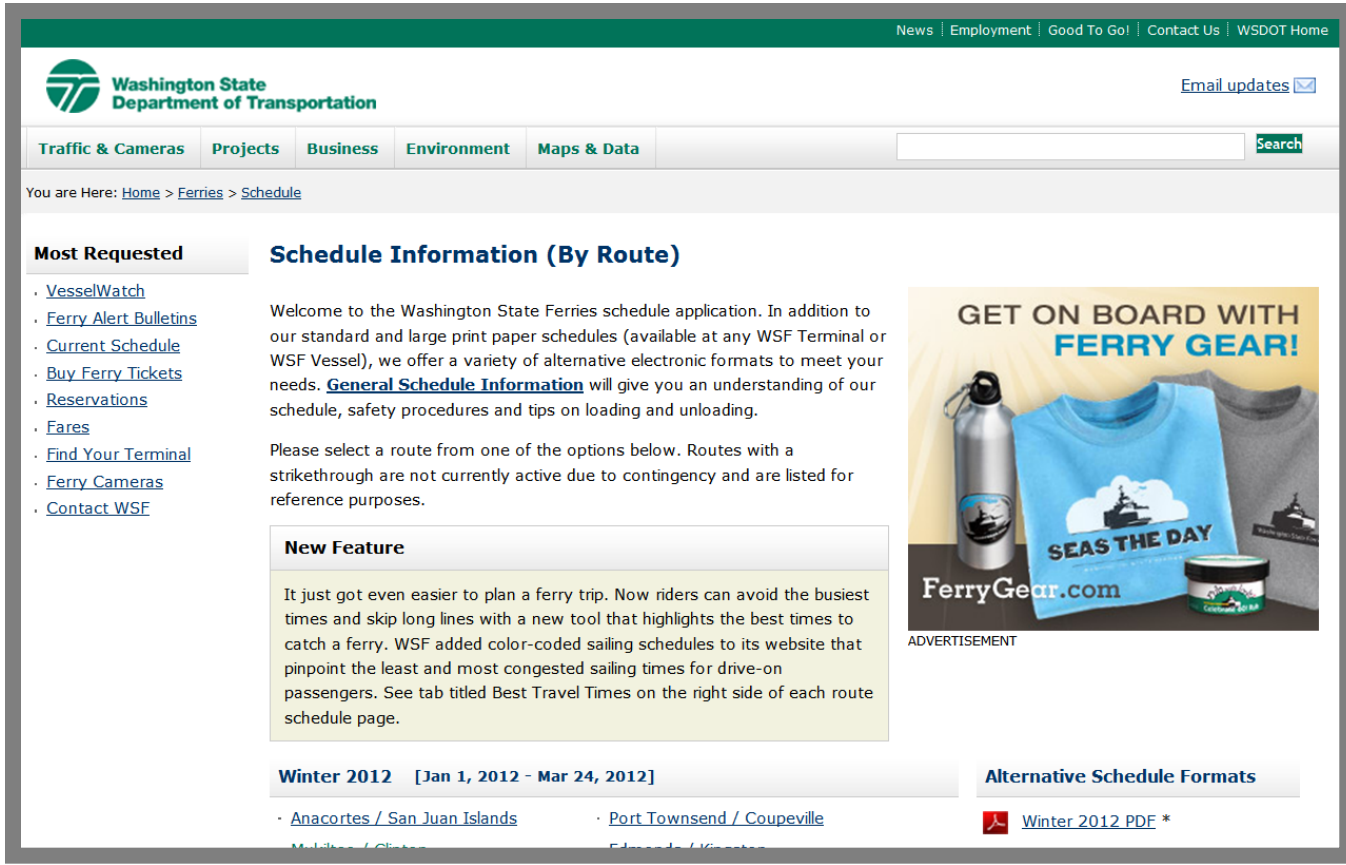 News Employment Good To Go! Contact Us WSDOT Home
Washington State
Department of Transportation
Email updates
Traffic & Cameras Projects Business Environment Maps & Data
Search
You are Here: Home > Ferries > Schedule
Most Requested
VesselWatch
Ferry Alert Bulletins
Current Schedule
Buy Ferry Tickets
Reservations
Fares
Find Your Terminal
Ferry Cameras
Contact WSF
Schedule Information (By Route)
Welcome to the Washington State Ferries schedule application. In addition to
our standard and large print paper schedules (available at any WSF Terminal or
WSF Vessel), we offer a variety of alternative electronic formats to meet your
needs. General Schedule Information will give you an understanding of our
schedule, safety procedures and tips on loading and unloading.
Please select a route from one of the options below. Routes with a
strikethrough are not currently active due to contingency and are listed for
reference purposes.
New Feature
It just got even easier to plan a ferry trip. Now riders can avoid the busiest
times and skip long lines with a new tool that highlights the best times to
catch a ferry. WSF added color-coded sailing schedules to its website that
pinpoint the least and most congested sailing times for drive-on
passengers. See tab titled Best Travel Times on the right side of each route
schedule page.
GET ON BOARD WITH
FERRY GEAR!
SEAS THE DAY
FerryGear.com
ADVERTISEMENT
Winter 2012 [Jan 1, 2012 - Mar 24, 2012]
· Anacortes / San Juan Islands
· Port Townsend / Coupeville
Mukilteo / Clinton
Edmonds / Kingston
Alternative Schedule Formats
Winter 2012 PDF *